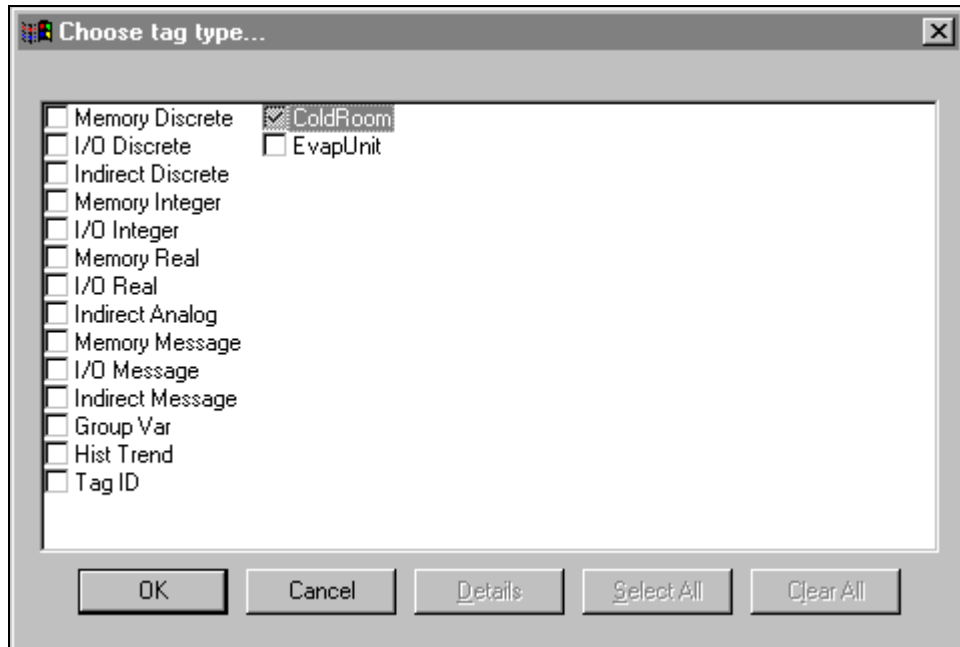 Choose tag type...
Memory Discrete
I/O Discrete
Indirect Discrete
Memory Integer
I/O Integer
Memory Real
I/O Real
Indirect Analog
Memory Message
I/O Message
Indirect Message
Group Var
Hist Trend
Tag ID
ColdRoom
EvapUnit
OK
Cancel
Details
Select All
Clear All